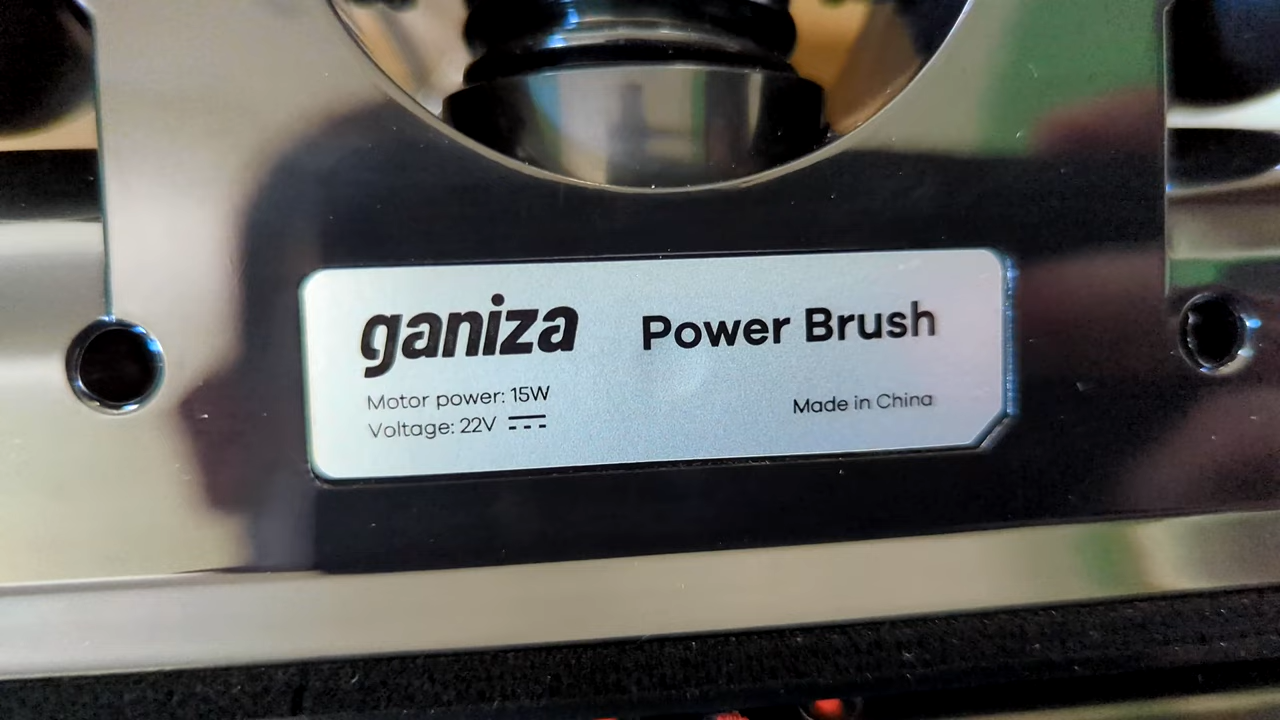 ganiza
Power Brush
Motor power: 15W
Voltage: 22V ⎓
Made in China